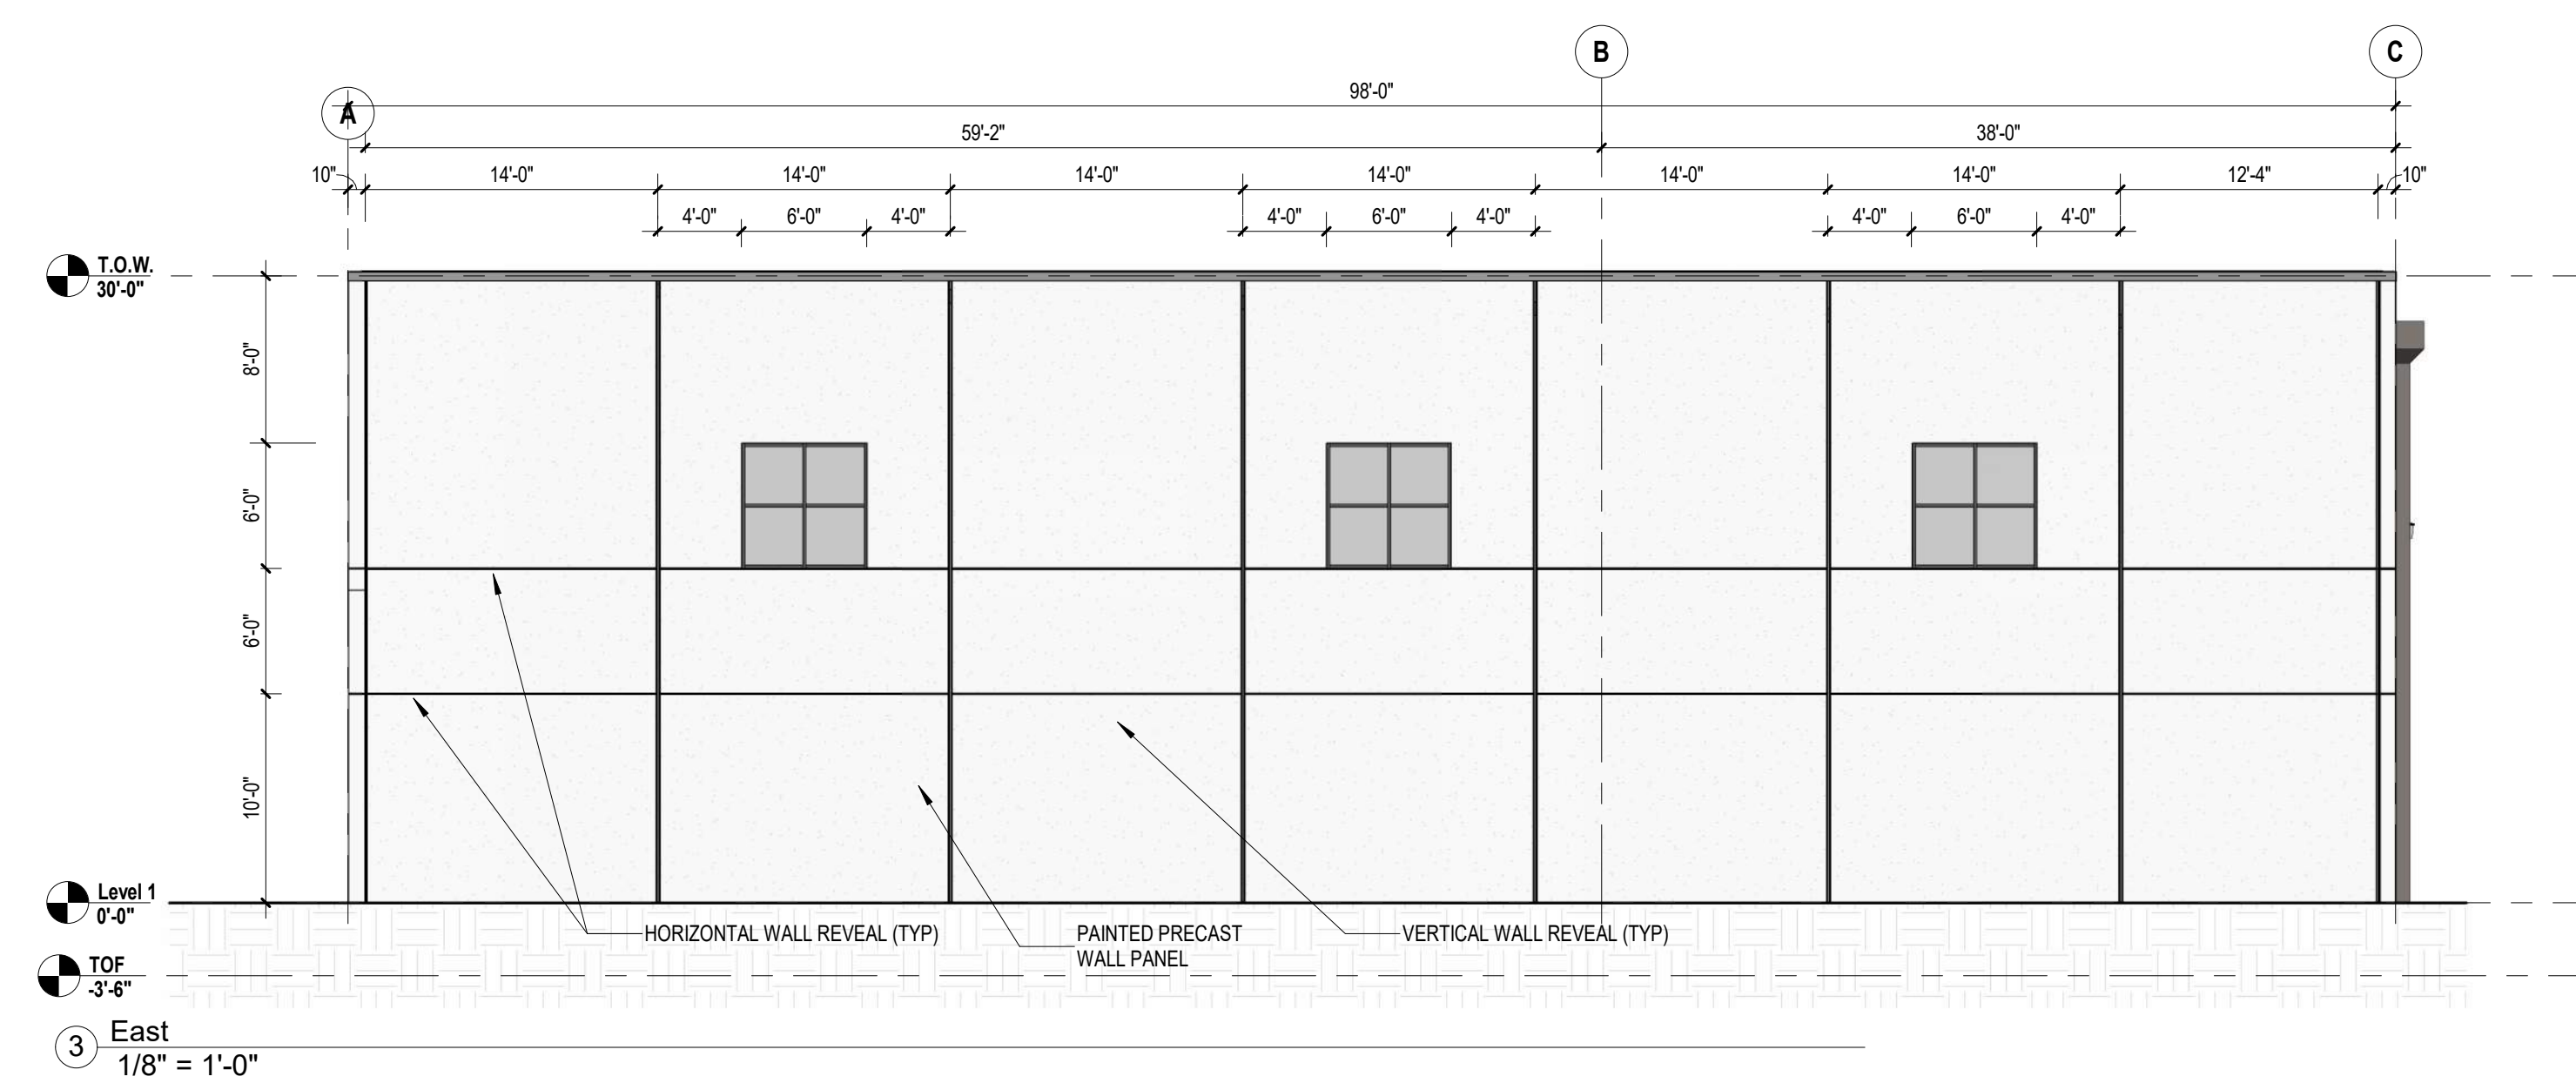 B
C
A
98'-0"
59'-2"
38'-0"
10"
14'-0"
14'-0"
14'-0"
14'-0"
14'-0"
14'-0"
12'-4"
10"
4'-0"
6'-0"
4'-0"
4'-0"
6'-0"
4'-0"
4'-0"
6'-0"
4'-0"
T.O.W.
30'-0"
8'-0"
6'-0"
6'-0"
10'-0"
Level 1
0'-0"
HORIZONTAL WALL REVEAL (TYP)
PAINTED PRECAST
WALL PANEL
VERTICAL WALL REVEAL (TYP)
TOF
-3'-6"
3
East
1/8" = 1'-0"